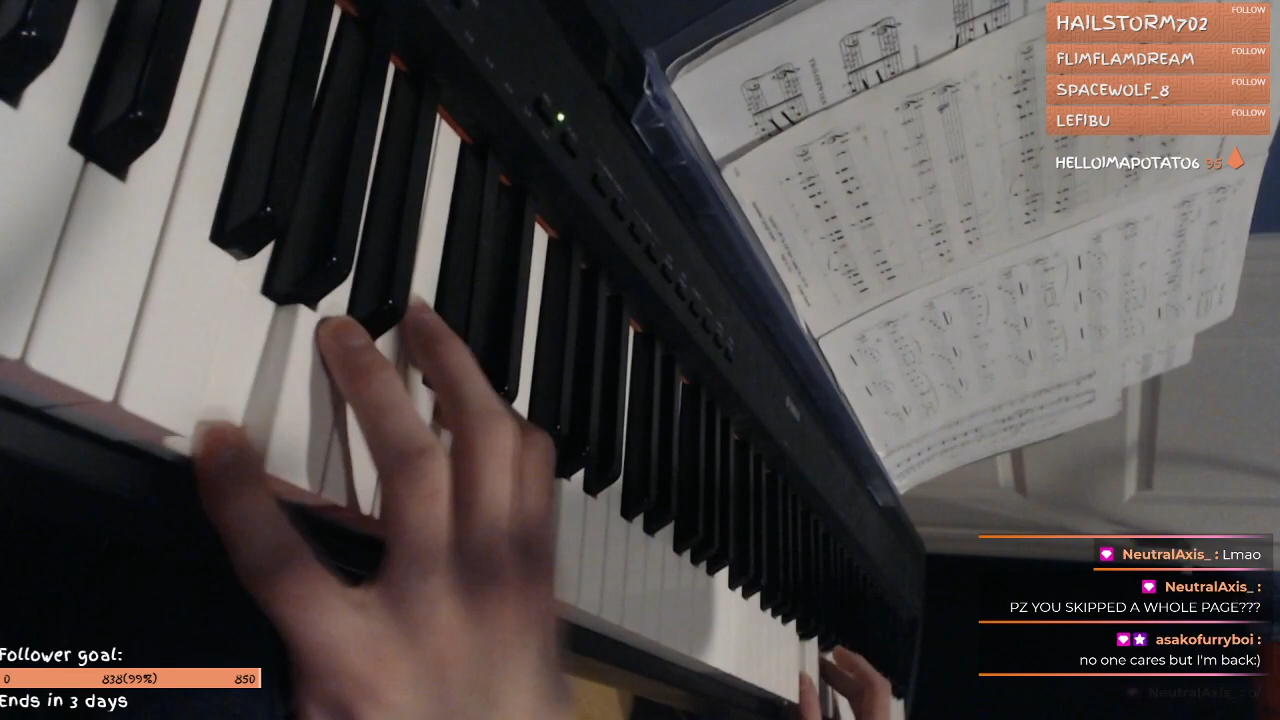 FOLLOW
HAILSTORM702
FOLLOW
FLIMFLAMDREAM
FOLLOW
SPACEWOLF_8
FOLLOW
LEFIBU
HELLOIMAPOTATO6 95
NeutralAxis_ : Lmao
NeutralAxis_ :
PZ YOU SKIPPED A WHOLE PAGE???
asakofurryboi :
no one cares but I'm back:)
NeutralAxis_ : o/
Follower goal:
0 838(99%) 850
Ends in 3 days